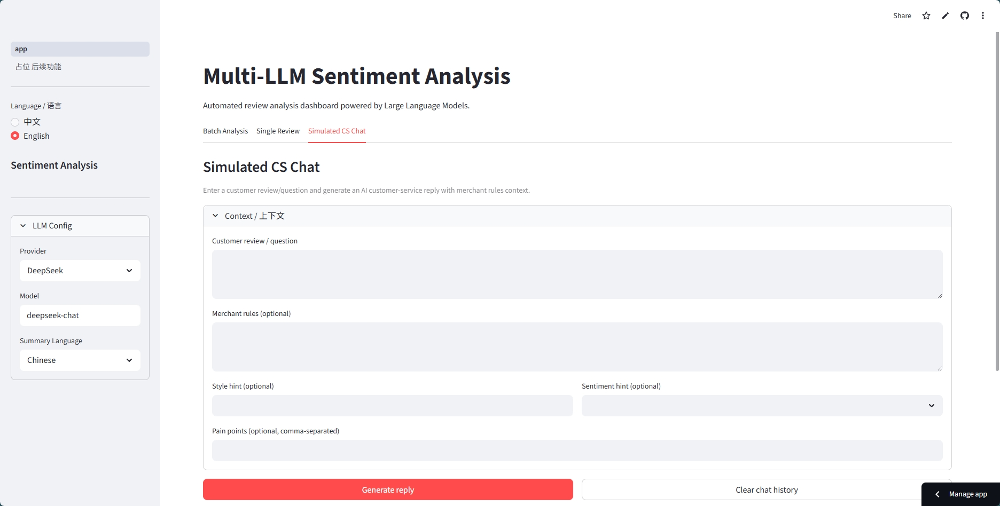 Share
app
占位 后续功能
Language / 语言
中文
English
Sentiment Analysis
LLM Config
Provider
DeepSeek
Model
deepseek-chat
Summary Language
Chinese
Multi-LLM Sentiment Analysis
Automated review analysis dashboard powered by Large Language Models.
Batch Analysis Single Review Simulated CS Chat
Simulated CS Chat
Enter a customer review/question and generate an AI customer-service reply with merchant rules context.
Context / 上下文
Customer review / question
Merchant rules (optional)
Style hint (optional) Sentiment hint (optional)
Pain points (optional, comma-separated)
Generate reply Clear chat history
Manage app